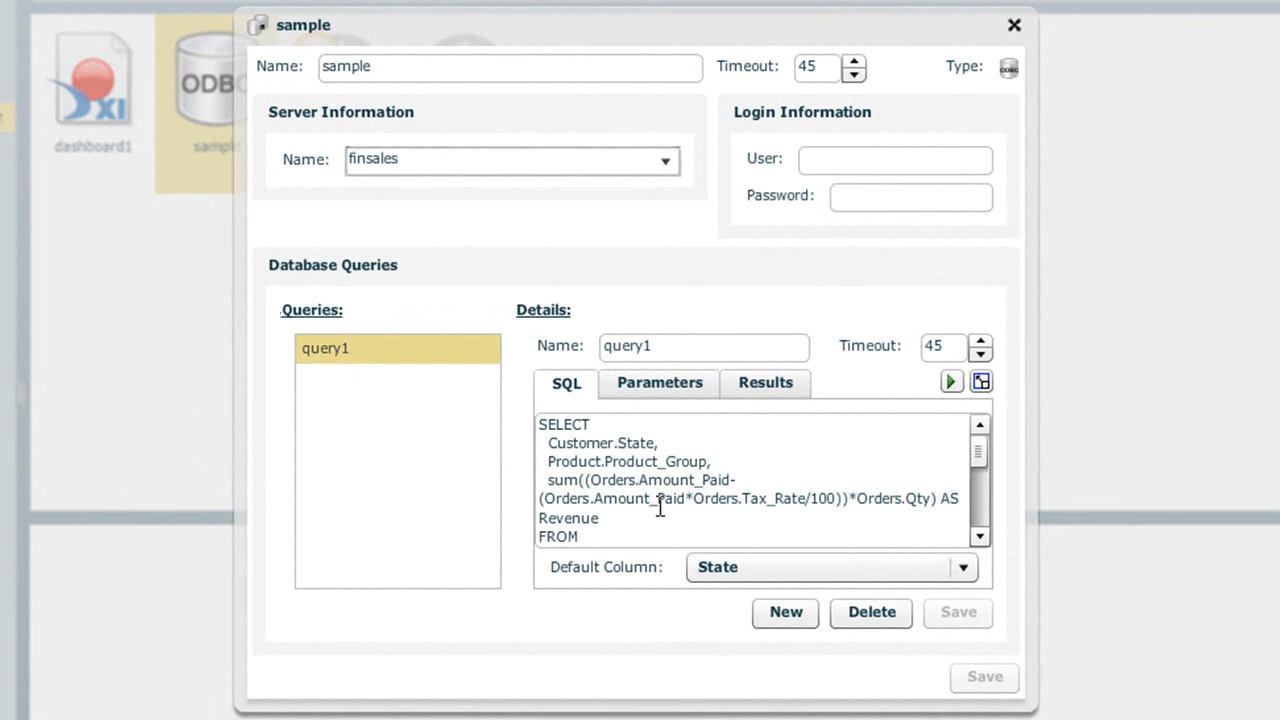 sample
Name: sample Timeout: 45 Type: ODBC
Server Information Login Information
Name: finsales User:
Password:
ODBC
dashboard1 sample
Database Queries
Queries: Details:
query1
Name: query1 Timeout: 45
SQL Parameters Results
SELECT
Customer.State,
Product.Product_Group,
sum((Orders.Amount_Paid-
(Orders.Amount_Paid*Orders.Tax_Rate/100))*Orders.Qty) AS
Revenue
FROM
Default Column: State
New Delete Save
Save